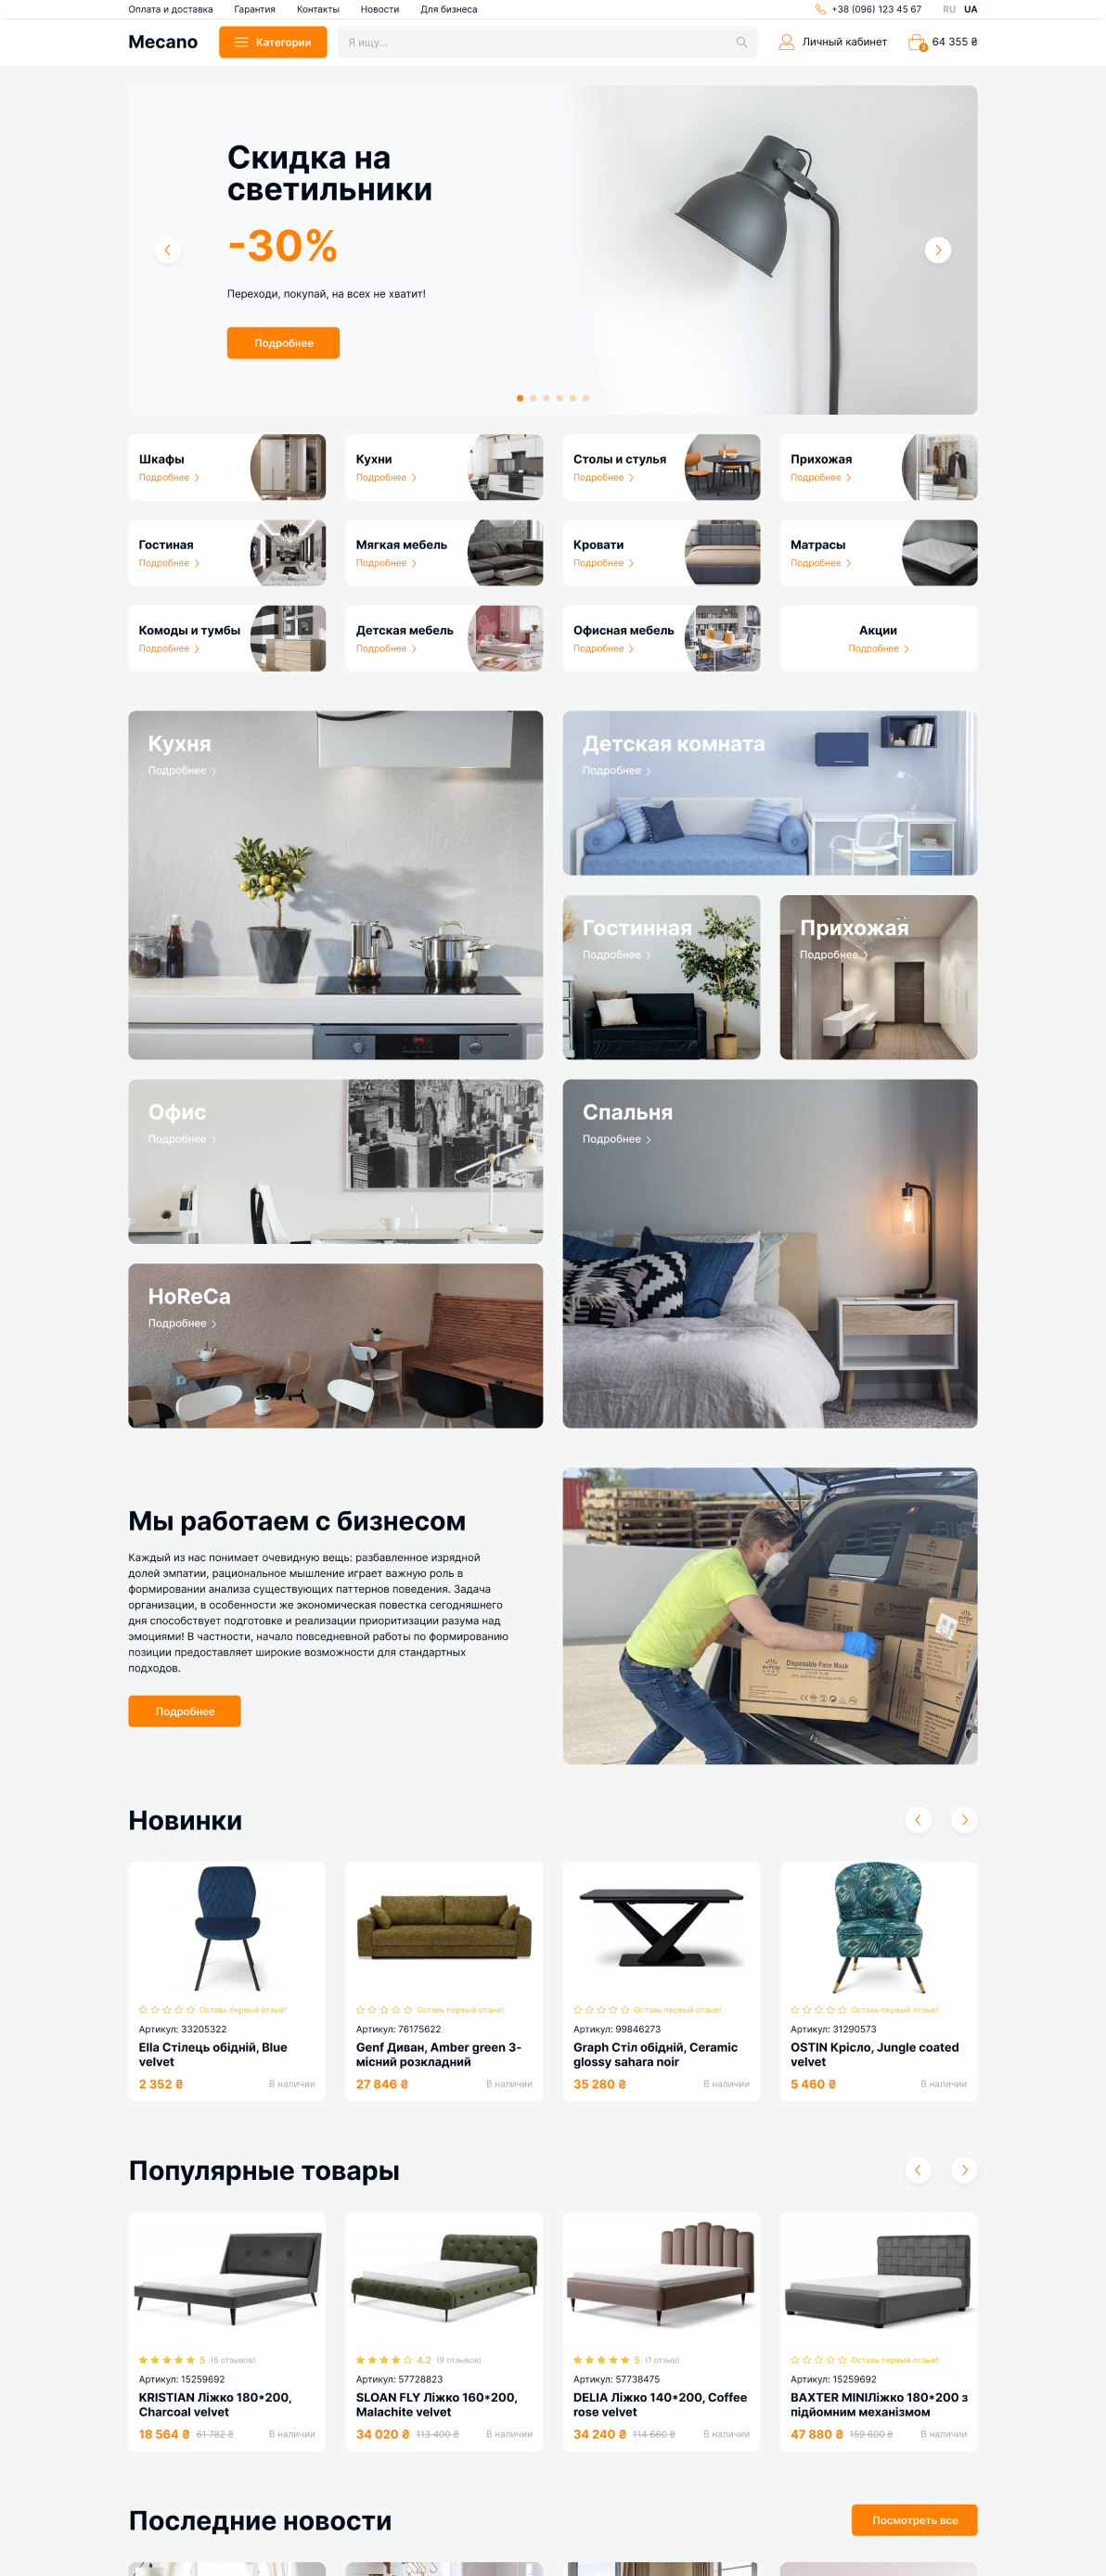 Оплата и доставка Гарантия Контакты Новости Для бизнеса +38 (096) 123 45 67 RU UA
Mecano Категории Я ищу... Личный кабинет 64 355 ₴
Скидка на
светильники
-30%
Переходи, покупай, на всех не хватит!
Подробнее
Шкафы
Подробнее
Кухни
Подробнее
Столы и стулья
Подробнее
Прихожая
Подробнее
Гостиная
Подробнее
Мягкая мебель
Подробнее
Кровати
Подробнее
Матрасы
Подробнее
Комоды и тумбы
Подробнее
Детская мебель
Подробнее
Офисная мебель
Подробнее
Акции
Подробнее
Кухня
Подробнее
Детская комната
Подробнее
Гостинная
Подробнее
Прихожая
Подробнее
Офис
Подробнее
Спальня
Подробнее
HoReCa
Подробнее
Мы работаем с бизнесом
Каждый из нас понимает очевидную вещь: разбавленное изрядной
долей эмпатии, рациональное мышление играет важную роль в
формировании анализа существующих паттернов поведения. Задача
организации, в особенности же экономическая повестка сегодняшнего
дня способствует подготовке и реализации приоритизации разума над
эмоциями! В частности, начало повседневной работы по формированию
позиции предоставляет широкие возможности для стандартных
подходов.
Подробнее
Disposable Face Mask
Новинки
Оставь первый отзыв!
Артикул: 33205322
Ella Стілець обідній, Blue
velvet
2 352 ₴ В наличии
Оставь первый отзыв!
Артикул: 76175622
Genf Диван, Amber green 3-
місний розкладний
27 846 ₴ В наличии
Оставь первый отзыв!
Артикул: 99846273
Graph Стіл обідній, Ceramic
glossy sahara noir
35 280 ₴ В наличии
Оставь первый отзыв!
Артикул: 31290573
OSTIN Крісло, Jungle coated
velvet
5 460 ₴ В наличии
Популярные товары
5 (6 отзывов)
Артикул: 15259692
KRISTIAN Ліжко 180*200,
Charcoal velvet
18 564 ₴ 61 782 ₴ В наличии
4.2 (9 отзывов)
Артикул: 57728823
SLOAN FLY Ліжко 160*200,
Malachite velvet
34 020 ₴ 113 400 ₴ В наличии
5 (1 отзыв)
Артикул: 57738475
DELIA Ліжко 140*200, Coffee
rose velvet
34 240 ₴ 114 660 ₴ В наличии
Оставь первый отзыв!
Артикул: 15259692
BAXTER MINIЛіжко 180*200 з
підйомним механізмом
47 880 ₴ 159 600 ₴ В наличии
Последние новости
Посмотреть все